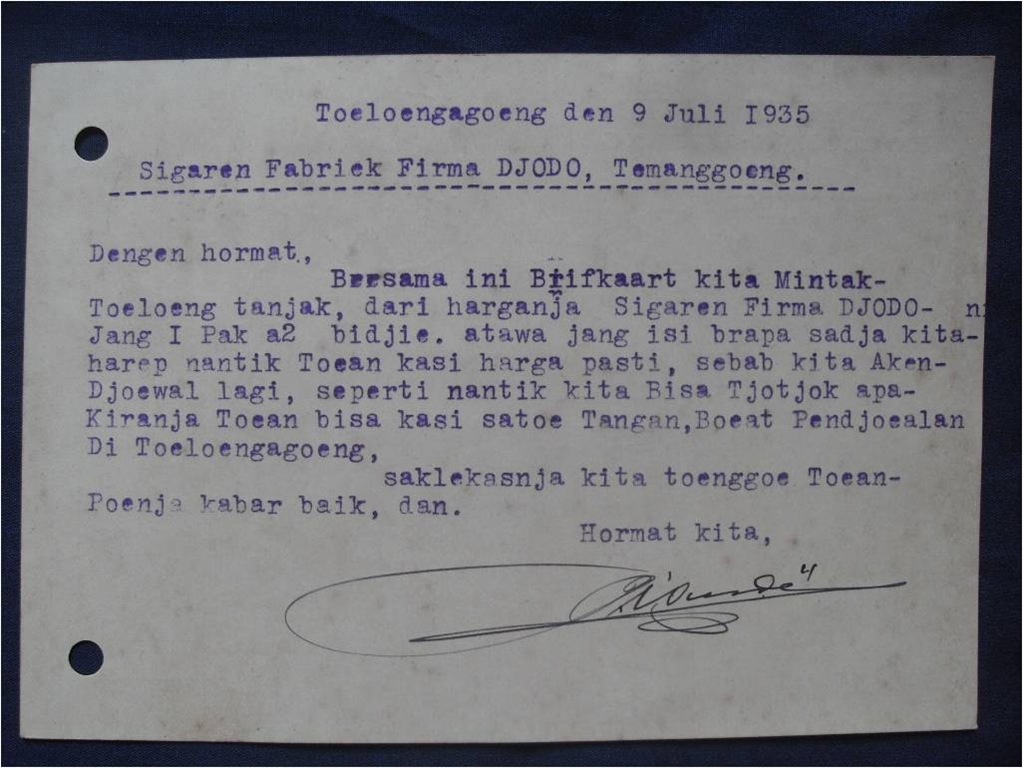 Toeloengagoeng den 9 Juli I935
Sigaren Fabriek Firma DJODO, Temanggoeng.
Dengen hormat.,
Bersama ini Brifkaart kita Mintak-
Toeloeng tanjak, dari harganja Sigaren Firma DJODO- ni
Jang I Pak a2 bidjie. atawa jang isi brapa sadja kita-
harep nantik Toean kasi harga pasti, sebab kita Aken-
Djoewal lagi, seperti nantik kita Bisa Tjotjok apa-
Kiranja Toean bisa kasi satoe Tangan,Boeat Pendjoealan
Di Toeloengagoeng,
saklekasnja kita toenggoe Toean-
Poenja kabar baik, dan.
Hormat kita,